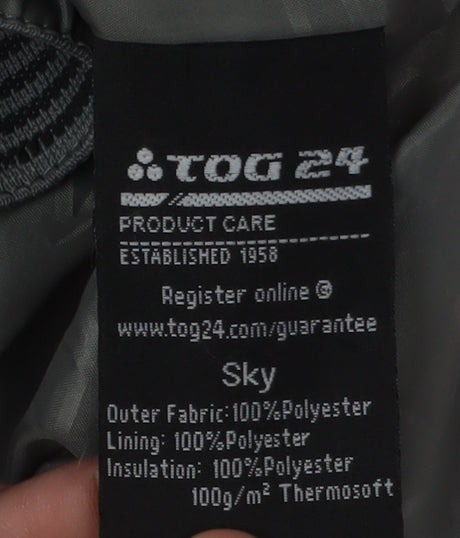 TOG 24
PRODUCT CARE
ESTABLISHED 1958
Register online @
www.tog24.com/guarantee
Sky
Outer Fabric:100%Polyester
Lining: 100%Polyester
Insulation: 100%Polyester
100g/m² Thermosoft